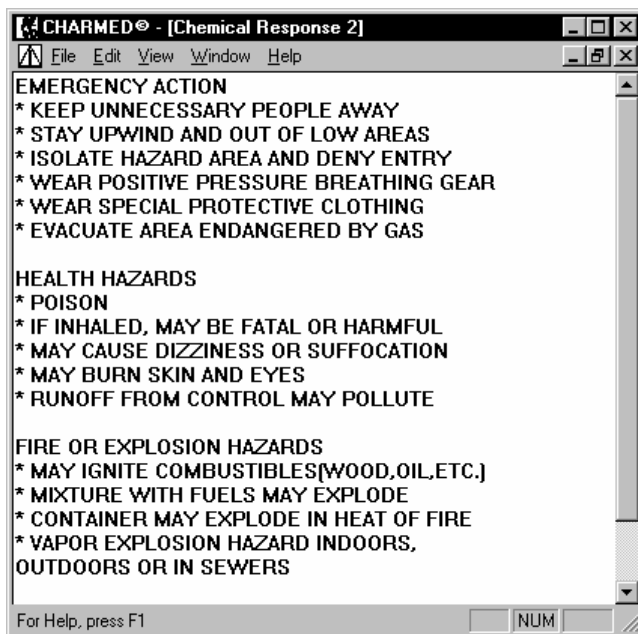 CHARMED® - [Chemical Response 2]
File Edit View Window Help
EMERGENCY ACTION
* KEEP UNNECESSARY PEOPLE AWAY
* STAY UPWIND AND OUT OF LOW AREAS
* ISOLATE HAZARD AREA AND DENY ENTRY
* WEAR POSITIVE PRESSURE BREATHING GEAR
* WEAR SPECIAL PROTECTIVE CLOTHING
* EVACUATE AREA ENDANGERED BY GAS
HEALTH HAZARDS
* POISON
* IF INHALED, MAY BE FATAL OR HARMFUL
* MAY CAUSE DIZZINESS OR SUFFOCATION
* MAY BURN SKIN AND EYES
* RUNOFF FROM CONTROL MAY POLLUTE
FIRE OR EXPLOSION HAZARDS
* MAY IGNITE COMBUSTIBLES(WOOD,OIL,ETC.)
* MIXTURE WITH FUELS MAY EXPLODE
* CONTAINER MAY EXPLODE IN HEAT OF FIRE
* VAPOR EXPLOSION HAZARD INDOORS,
OUTDOORS OR IN SEWERS
For Help, press F1 NUM